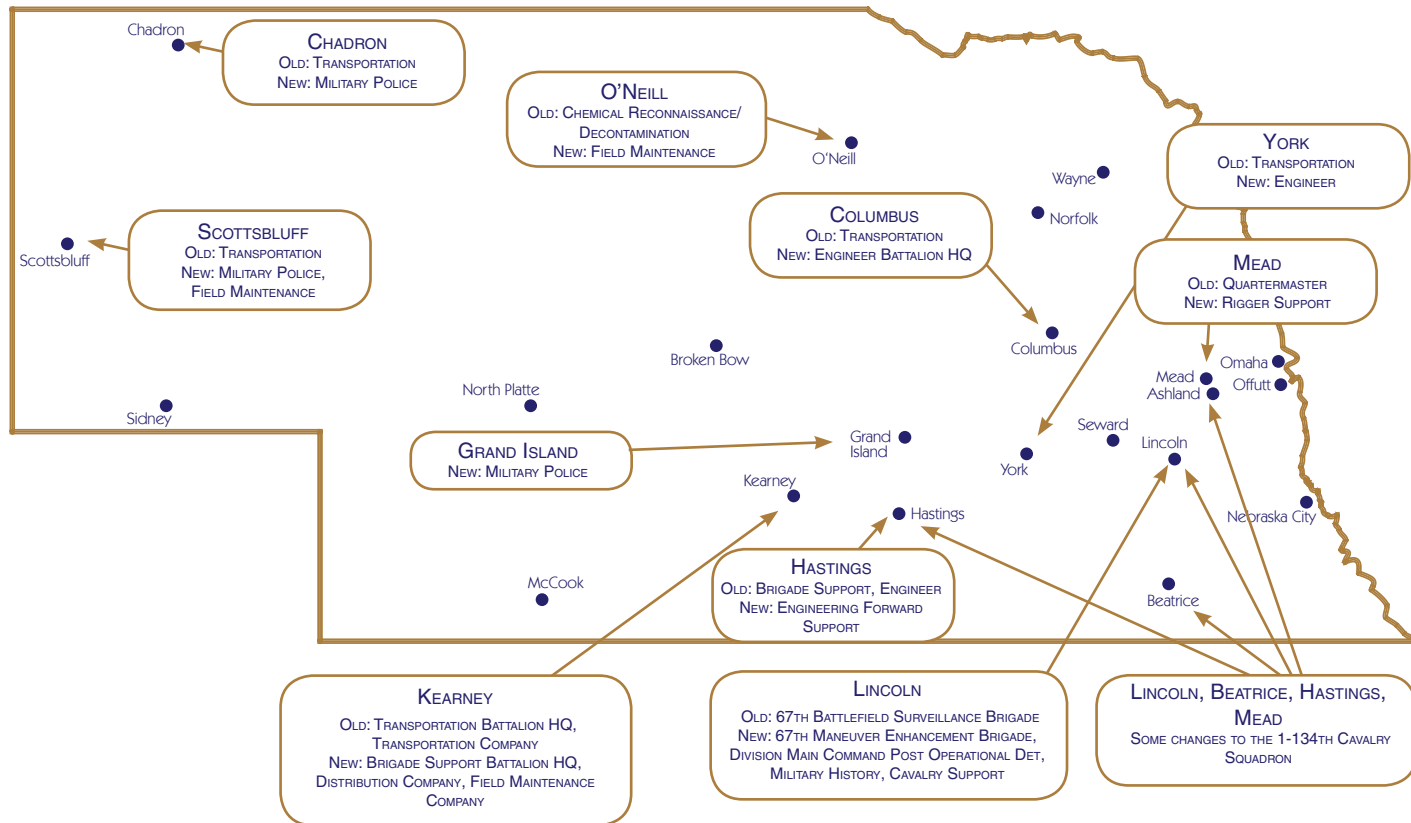 Chadron
CHADRON
OLD: TRANSPORTATION
NEW: MILITARY POLICE
O'NEILL
OLD: CHEMICAL RECONNAISSANCE/
DECONTAMINATION
NEW: FIELD MAINTENANCE
O'Neill
YORK
OLD: TRANSPORTATION
NEW: ENGINEER
Wayne
Norfolk
COLUMBUS
OLD: TRANSPORTATION
NEW: ENGINEER BATTALION HQ
Scottsbluff
SCOTTSBLUFF
OLD: TRANSPORTATION
NEW: MILITARY POLICE,
FIELD MAINTENANCE
MEAD
OLD: QUARTERMASTER
NEW: RIGGER SUPPORT
Columbus
Broken Bow
Omaha
Mead
Offutt
Ashland
North Platte
Sidney
Seward
Grand
Island
Lincoln
GRAND ISLAND
NEW: MILITARY POLICE
York
Kearney
Hastings
Nebraska City
HASTINGS
OLD: BRIGADE SUPPORT, ENGINEER
NEW: ENGINEERING FORWARD
SUPPORT
McCook
Beatrice
KEARNEY
OLD: TRANSPORTATION BATTALION HQ,
TRANSPORTATION COMPANY
NEW: BRIGADE SUPPORT BATTALION HQ,
DISTRIBUTION COMPANY, FIELD MAINTENANCE
COMPANY
LINCOLN
OLD: 67TH BATTLEFIELD SURVEILLANCE BRIGADE
NEW: 67TH MANEUVER ENHANCEMENT BRIGADE,
DIVISION MAIN COMMAND POST OPERATIONAL DET,
MILITARY HISTORY, CAVALRY SUPPORT
LINCOLN, BEATRICE, HASTINGS,
MEAD
SOME CHANGES TO THE 1-134TH CAVALRY
SQUADRON